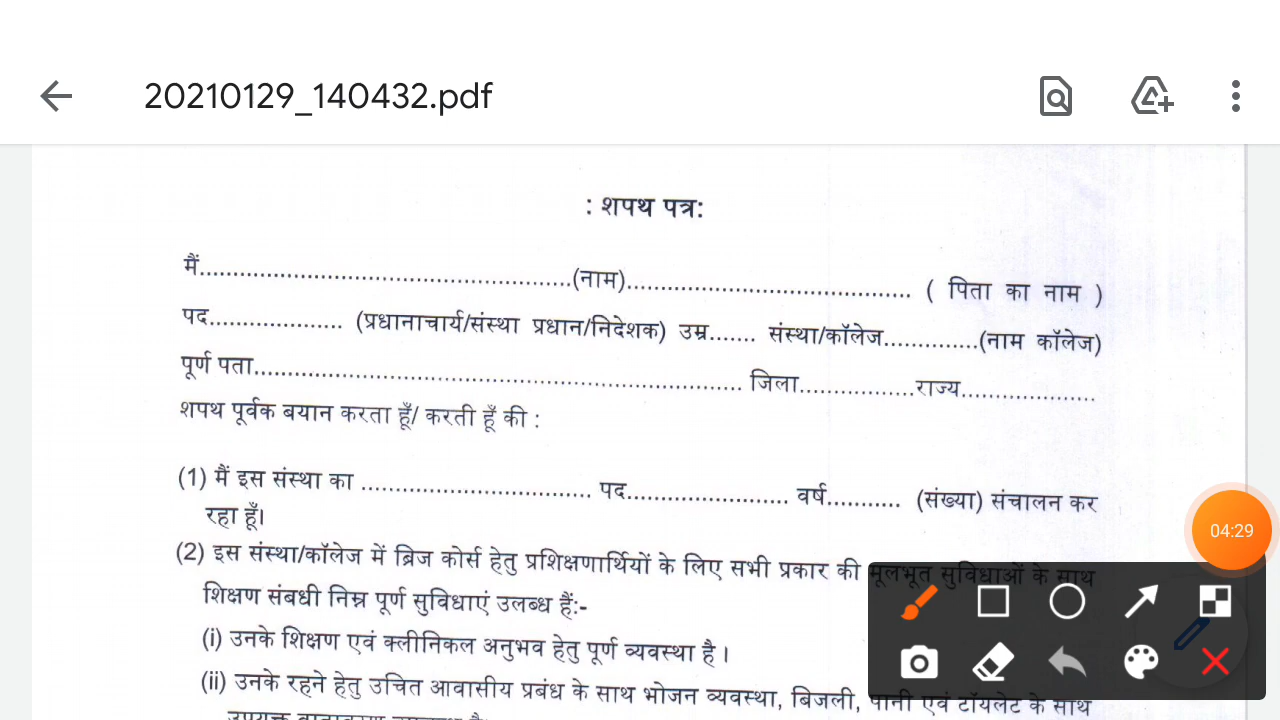 20210129_140432.pdf
: शपथ पत्र:
मैं........................................................(नाम)........................................... ( पिता का नाम )
पद.................... (प्रधानाचार्य/संस्था प्रधान/निदेशक) उम्र....... संस्था/कॉलेज..............(नाम कॉलेज)
पूर्ण पता.......................................................................... जिला.................राज्य....................
शपथ पूर्वक बयान करता हूँ/ करती हूँ की :
(1) मैं इस संस्था का ................................... पद........................ वर्ष........... (संख्या) संचालन कर
रहा हूँ।
04:29
(2) इस संस्था/कॉलेज में ब्रिज कोर्स हेतु प्रशिक्षणार्थियों के लिए सभी प्रकार की मूलभूत सुविधाओं के साथ
शिक्षण संबधी निम्न पूर्ण सुविधाएं उलब्ध हैं:-
(i) उनके शिक्षण एवं क्लीनिकल अनुभव हेतु पूर्ण व्यवस्था है ।
(ii) उनके रहने हेतु उचित आवासीय प्रबंध के साथ भोजन व्यवस्था, बिजली, पानी एवं टॉयलेट के साथ